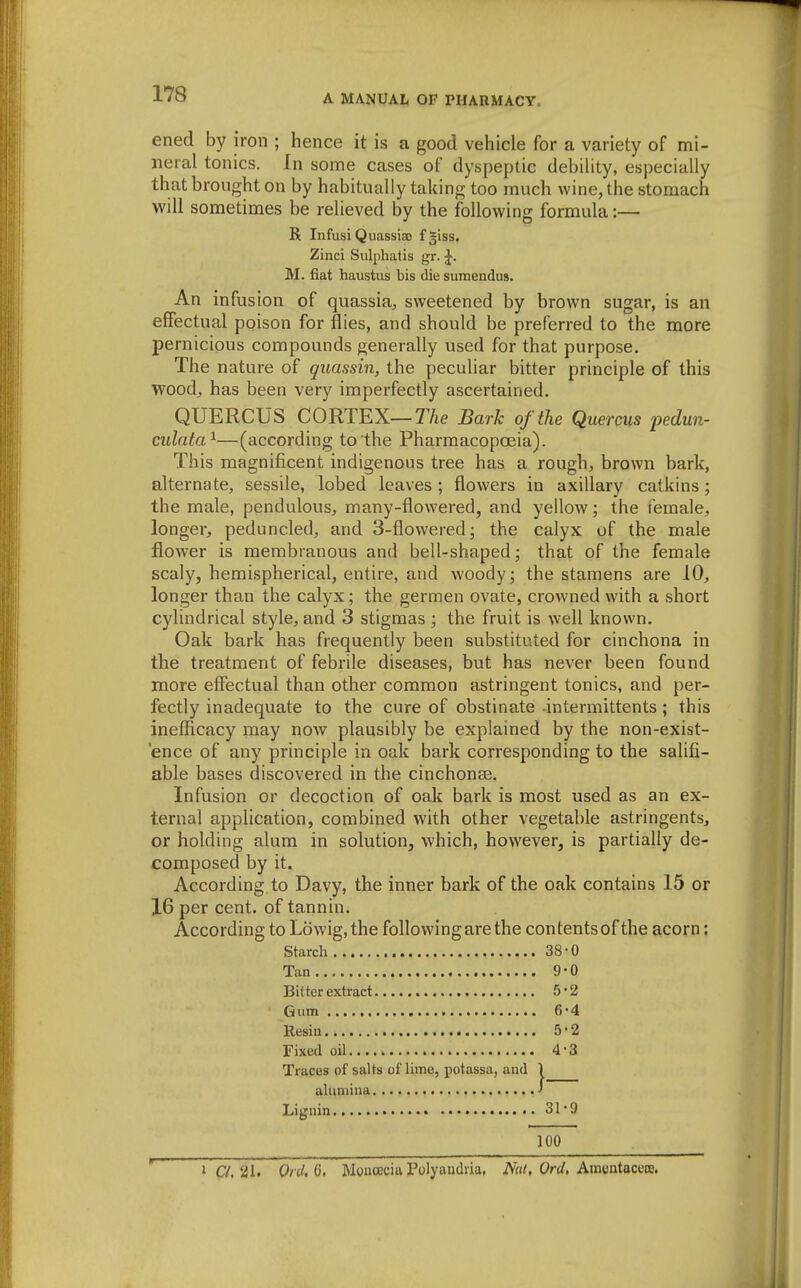 178
A MANUAL OF PHARMACY.
ened by iron ; hence it is a good vehicle for a variety of mi-
neral tonics. In some cases of dyspeptic debility, especially
that brought on by habitually taking too much wine, the stomach
will sometimes be relieved by the following formula:—
R Infusi Quassiæ f ℥iss.
Zinci Sulphatis gr. ¼.
M. fiat haustus bis die sumendus.
An infusion of quassia, sweetened by brown sugar, is an
effectual poison for flies, and should be preferred to the more
pernicious compounds generally used for that purpose.
The nature of quassin, the peculiar bitter principle of this
wood, has been very imperfectly ascertained.
QUERCUS CORTEX—The Bark of the Quercus pedun-
culata ¹—(according to the Pharmacopœia).
This magnificent indigenous tree has a rough, brown bark,
alternate, sessile, lobed leaves ; flowers in axillary catkins ;
the male, pendulous, many-flowered, and yellow ; the female,
longer, peduncled, and 3-flowered; the calyx of the male
flower is membranous and bell-shaped; that of the female
scaly, hemispherical, entire, and woody; the stamens are 10,
longer than the calyx; the germen ovate, crowned with a short
cylindrical style, and 3 stigmas ; the fruit is well known.
Oak bark has frequently been substituted for cinchona in
the treatment of febrile diseases, but has never been found
more effectual than other common astringent tonics, and per-
fectly inadequate to the cure of obstinate intermittents ; this
inefficacy may now plausibly be explained by the non-exist-
ence of any principle in oak bark corresponding to the salifi-
able bases discovered in the cinchonæ.
Infusion or decoction of oak bark is most used as an ex-
ternal application, combined with other vegetable astringents,
or holding alum in solution, which, however, is partially de-
composed by it.
According to Davy, the inner bark of the oak contains 15 or
16 per cent. of tannin.
According to Löwig, the following are the contents of the acorn:
Starch .......................... 38·0
Tan ............................ 9·0
Bitter extract.................... 5·2
Gum .......................... 6·4
Resin.......................... 5·2
Fixed oil........................ 4·3
Traces of salts of lime, potassa, and }
alumina.....................} —
Lignin.......................... 31·9
100
¹ Cl. 21. Ord. 6. Monœcia Polyandria. Nat. Ord. Amentaceæ.